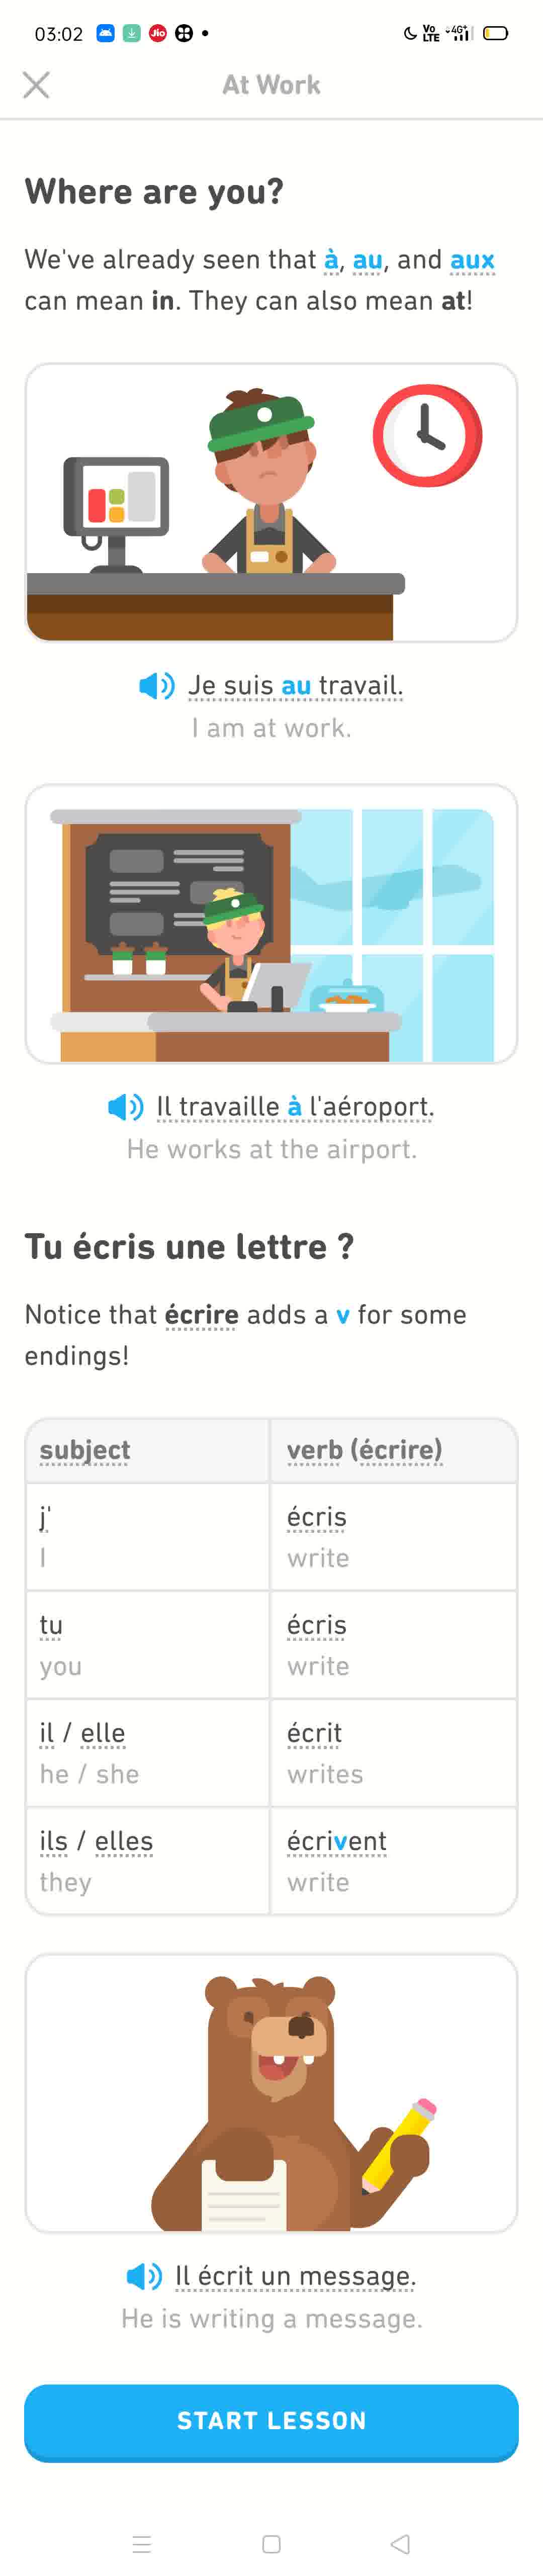 03:02
Jio
Vo LTE 4G+
At Work
Where are you?
We've already seen that à, au, and aux
can mean in. They can also mean at!
Je suis au travail.
I am at work.
Il travaille à l'aéroport.
He works at the airport.
Tu écris une lettre ?
Notice that écrire adds a v for some
endings!
subject verb (écrire)
j' écris
I write
tu écris
you write
il / elle écrit
he / she writes
ils / elles écrivent
they write
Il écrit un message.
He is writing a message.
START LESSON